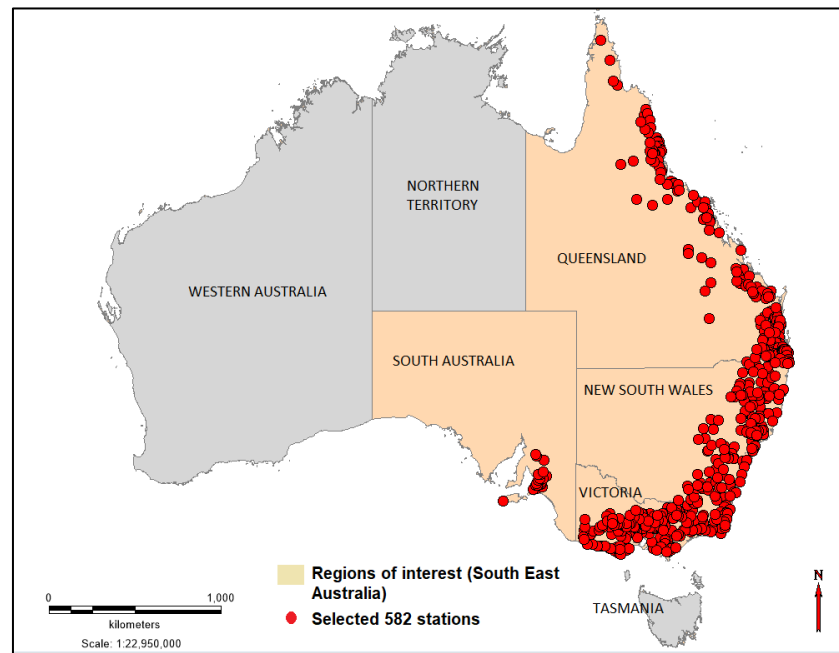 NORTHERN
TERRITORY
QUEENSLAND
WESTERN AUSTRALIA
SOUTH AUSTRALIA
NEW SOUTH WALES
VICTORIA
Regions of interest (South East
Australia)
Selected 582 stations
TASMANIA
N
0 1,000
kilometers
Scale: 1:22,950,000